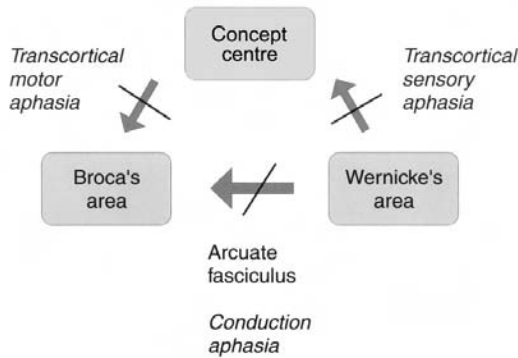 Transcortical
motor
aphasia
Concept
centre
Transcortical
sensory
aphasia
Broca's
area
Wernicke's
area
Arcuate
fasciculus
Conduction
aphasia